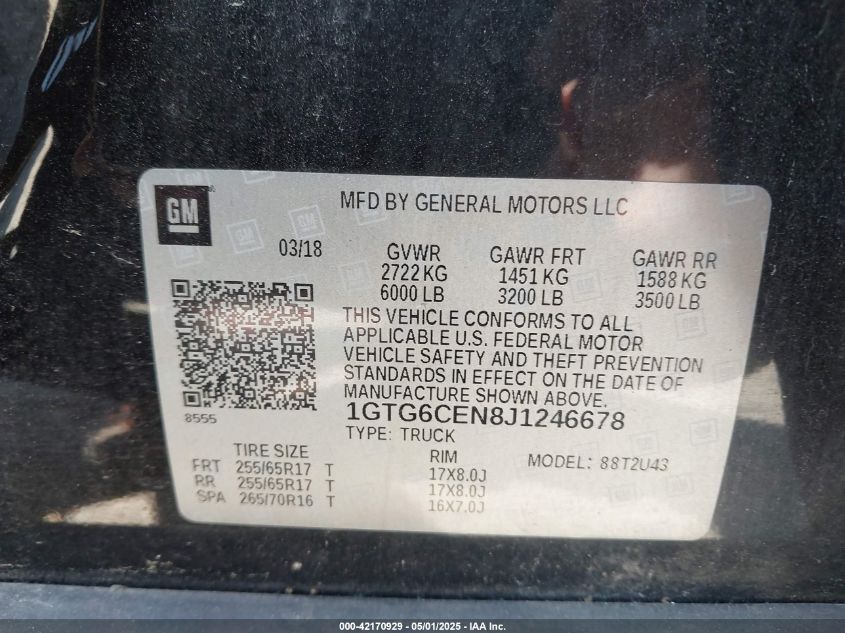 GM
MFD BY GENERAL MOTORS LLC
03/18
GVWR GAWR FRT GAWR RR
2722 KG 1451 KG 1588 KG
6000 LB 3200 LB 3500 LB
THIS VEHICLE CONFORMS TO ALL
APPLICABLE U.S. FEDERAL MOTOR
VEHICLE SAFETY AND THEFT PREVENTION
STANDARDS IN EFFECT ON THE DATE OF
MANUFACTURE SHOWN ABOVE.
8555
1GTG6CEN8J1246678
TYPE: TRUCK
TIRE SIZE RIM MODEL: 88T2U43
FRT 255/65R17 T 17X8.0J
RR 255/65R17 T 17X8.0J
SPA 265/70R16 T 16X7.0J
000-42170929 - 05/01/2025 - IAA Inc.